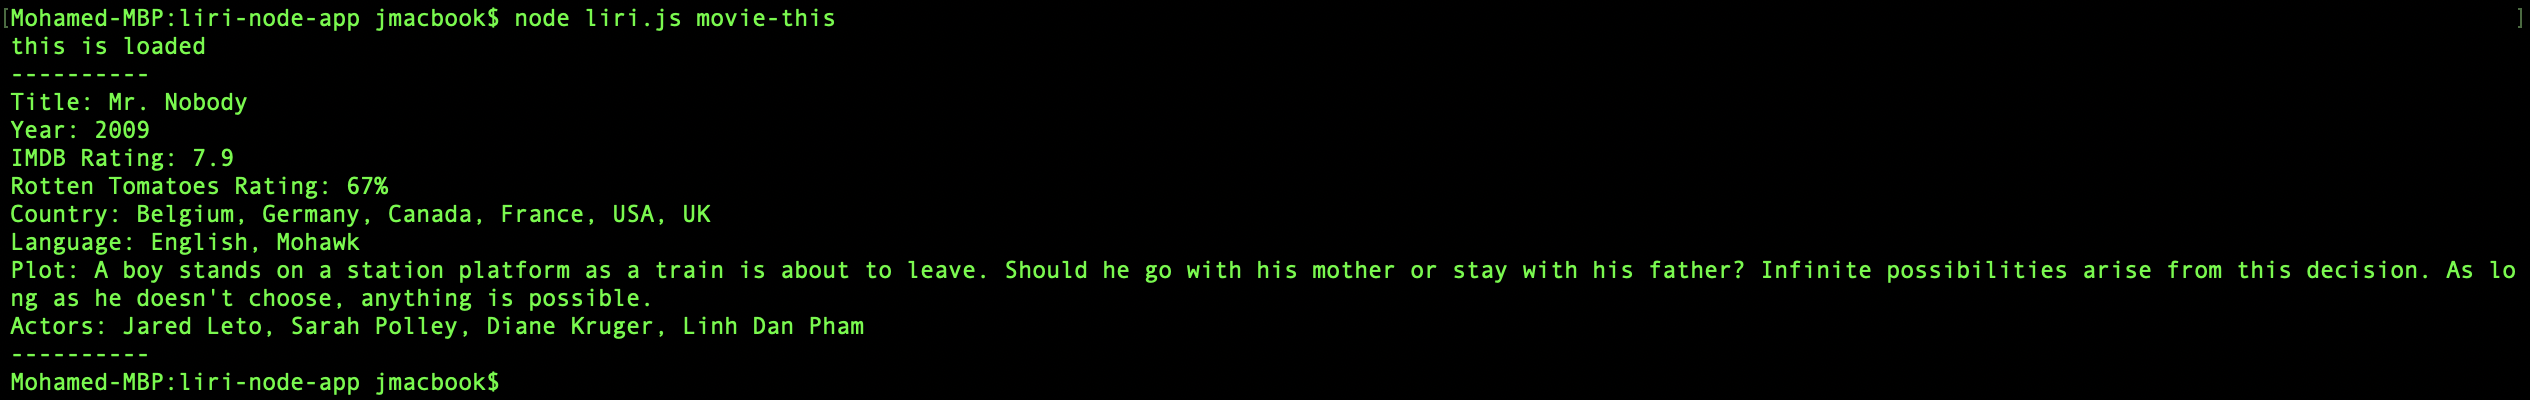 [Mohamed-MBP:liri-node-app jmacbook$ node liri.js movie-this ]
this is loaded
----------
Title: Mr. Nobody
Year: 2009
IMDB Rating: 7.9
Rotten Tomatoes Rating: 67%
Country: Belgium, Germany, Canada, France, USA, UK
Language: English, Mohawk
Plot: A boy stands on a station platform as a train is about to leave. Should he go with his mother or stay with his father? Infinite possibilities arise from this decision. As lo
ng as he doesn't choose, anything is possible.
Actors: Jared Leto, Sarah Polley, Diane Kruger, Linh Dan Pham
----------
Mohamed-MBP:liri-node-app jmacbook$